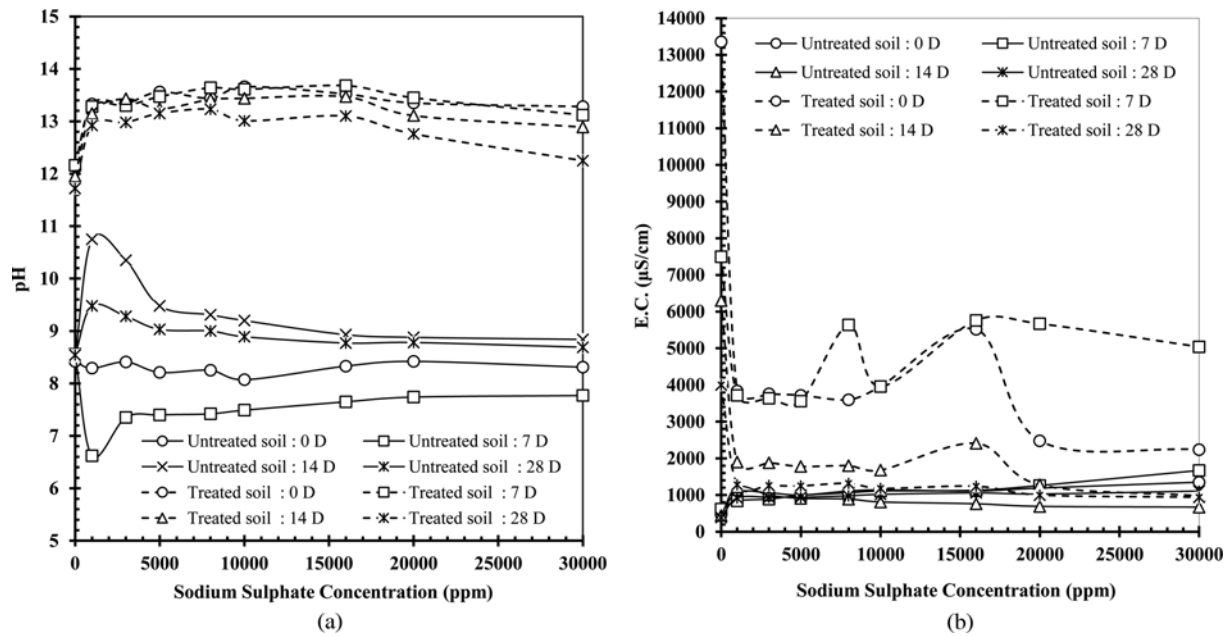 15
14
13
12
11
10
9
8
7
6
5
pH
Untreated soil : 0 D
Untreated soil : 7 D
Untreated soil : 14 D
Untreated soil : 28 D
Treated soil : 0 D
Treated soil : 7 D
Treated soil : 14 D
Treated soil : 28 D
0
5000
10000
15000
20000
25000
30000
Sodium Sulphate Concentration (ppm)
(a)
14000
13000
12000
11000
10000
9000
8000
7000
6000
5000
4000
3000
2000
1000
0
E.C. (µS/cm)
Untreated soil : 0 D
Untreated soil : 7 D
Untreated soil : 14 D
Untreated soil : 28 D
Treated soil : 0 D
Treated soil : 7 D
Treated soil : 14 D
Treated soil : 28 D
0
5000
10000
15000
20000
25000
30000
Sodium Sulphate Concentration (ppm)
(b)